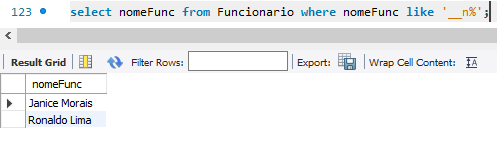 123 select nomeFunc from Funcionario where nomeFunc like '__n%';
Result Grid Filter Rows: Export: Wrap Cell Content: IA
nomeFunc
Janice Morais
Ronaldo Lima